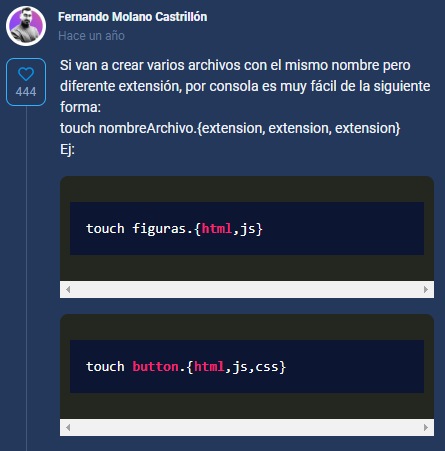 Fernando Molano Castrillón
Hace un año
444
Si van a crear varios archivos con el mismo nombre pero
diferente extensión, por consola es muy fácil de la siguiente
forma:
touch nombreArchivo.{extension, extension, extension}
Ej:
touch figuras.{html,js}
touch button.{html,js,css}